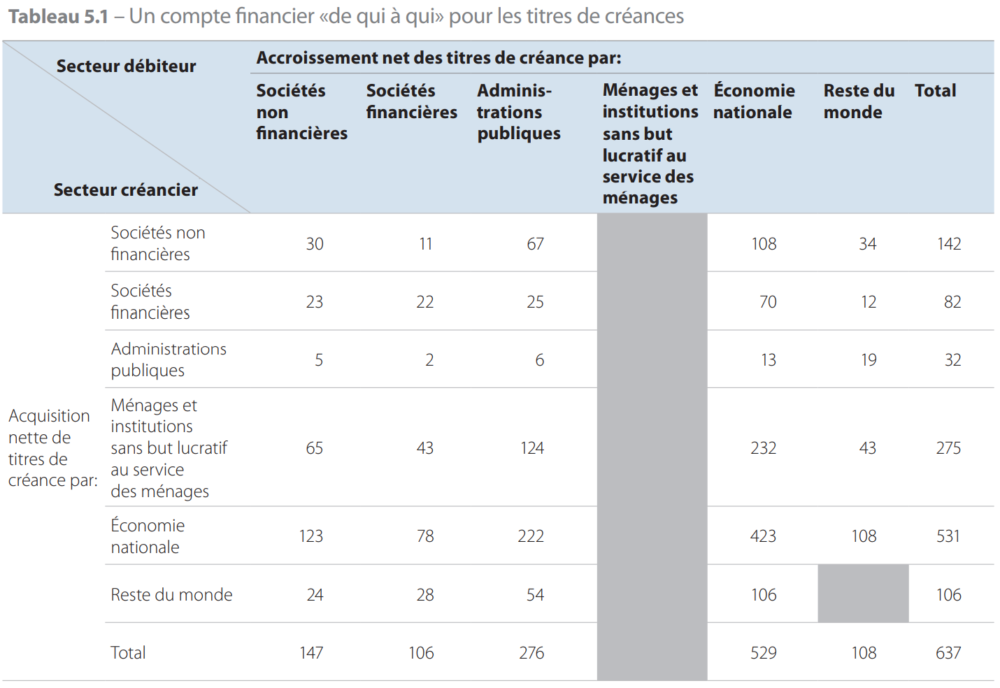 Tableau 5.1 – Un compte financier «de qui à qui» pour les titres de créances
Secteur débiteur
Secteur créancier
Accroissement net des titres de créance par:
Sociétés
non
financières
Sociétés
financières
Adminis-
trations
publiques
Ménages et
institutions
sans but
lucratif au
service des
ménages
Économie
nationale
Reste du
monde
Total
Acquisition
nette de
titres de
créance par:
Sociétés non
financières
30 11 67 108 34 142
Sociétés
financières
23 22 25 70 12 82
Administrations
publiques
5 2 6 13 19 32
Ménages et
institutions
sans but lucratif
au service
des ménages
65 43 124 232 43 275
Économie
nationale
123 78 222 423 108 531
Reste du monde 24 28 54 106 106
Total 147 106 276 529 108 637